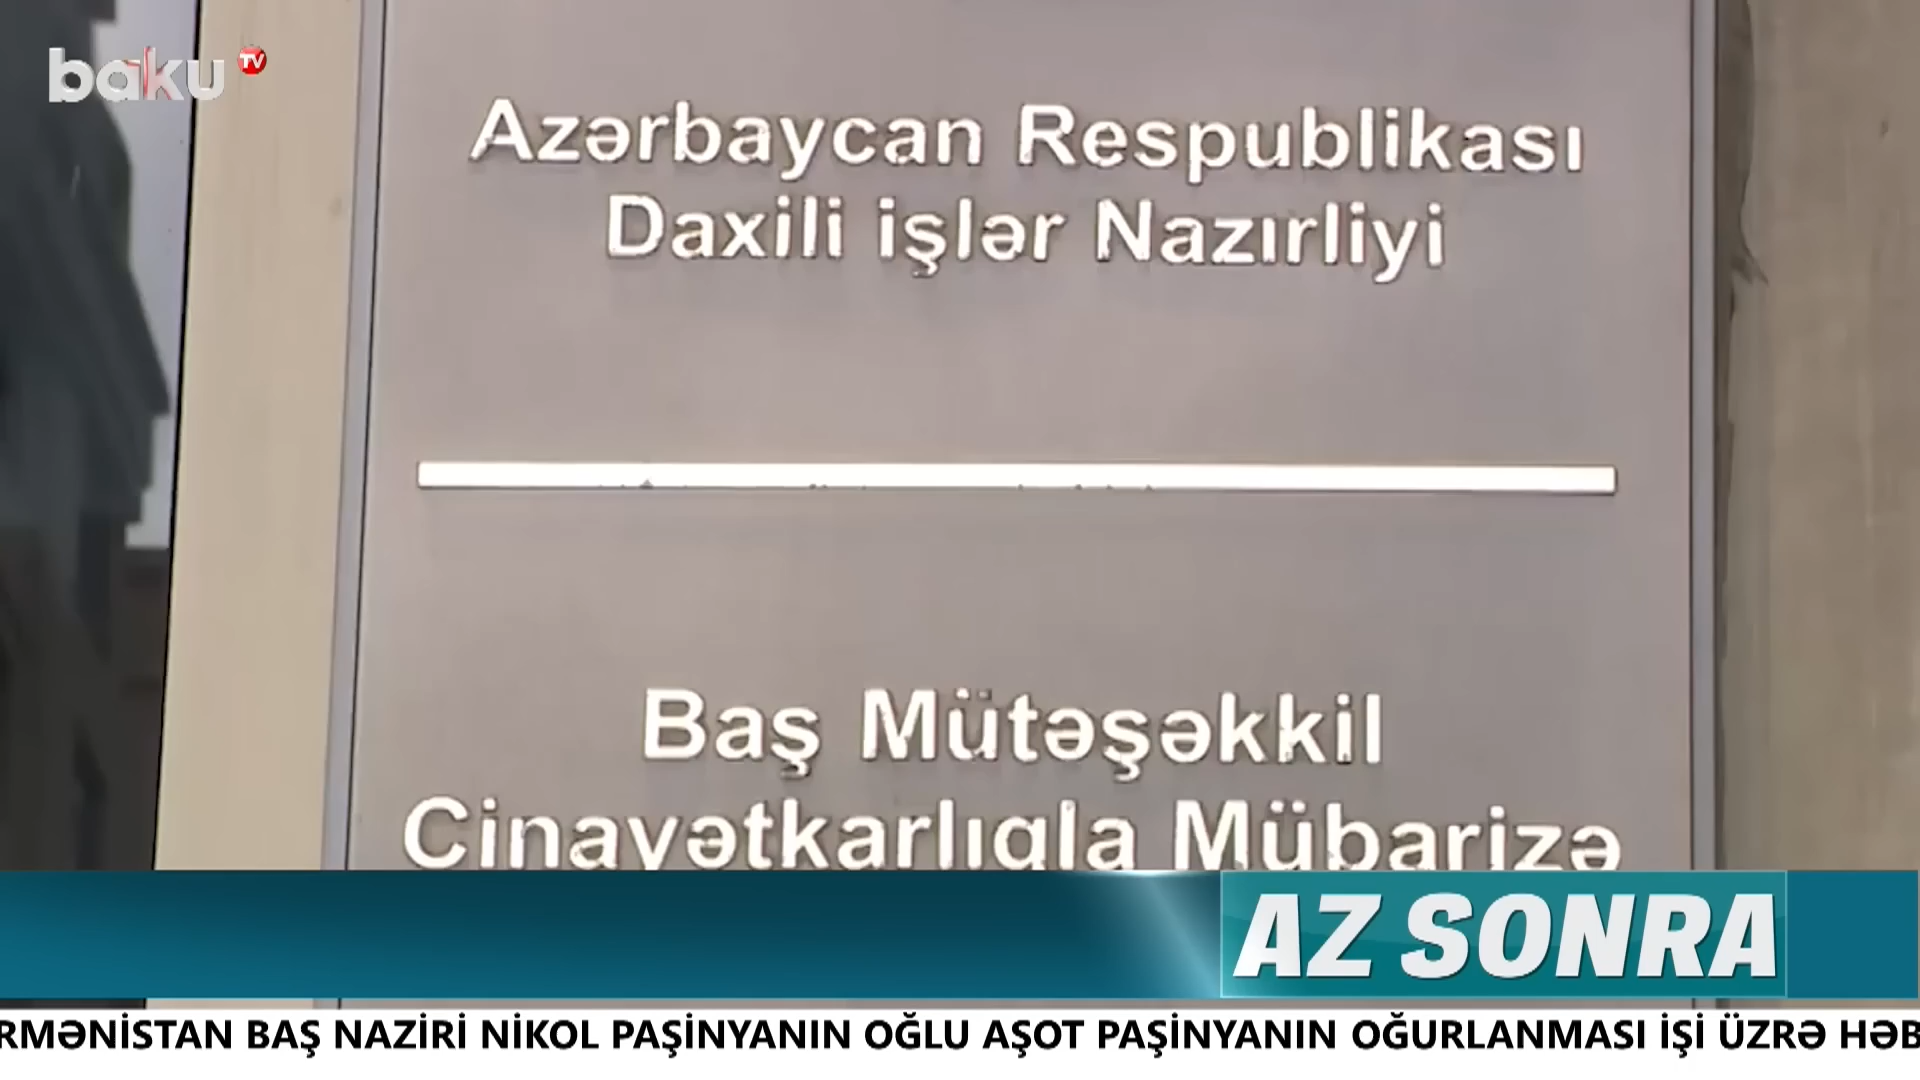 baku TV
Azərbaycan Respublikası
Daxili işlər Nazırliyi
Baş Mütəşəkkil
Cinayətkarlıqla Mübarizə
AZ SONRA
RMƏNİSTAN BAŞ NAZİRİ NİKOL PAŞİNYANIN OĞLU AŞOT PAŞİNYANIN OĞURLANMASI İŞİ ÜZRƏ HƏB